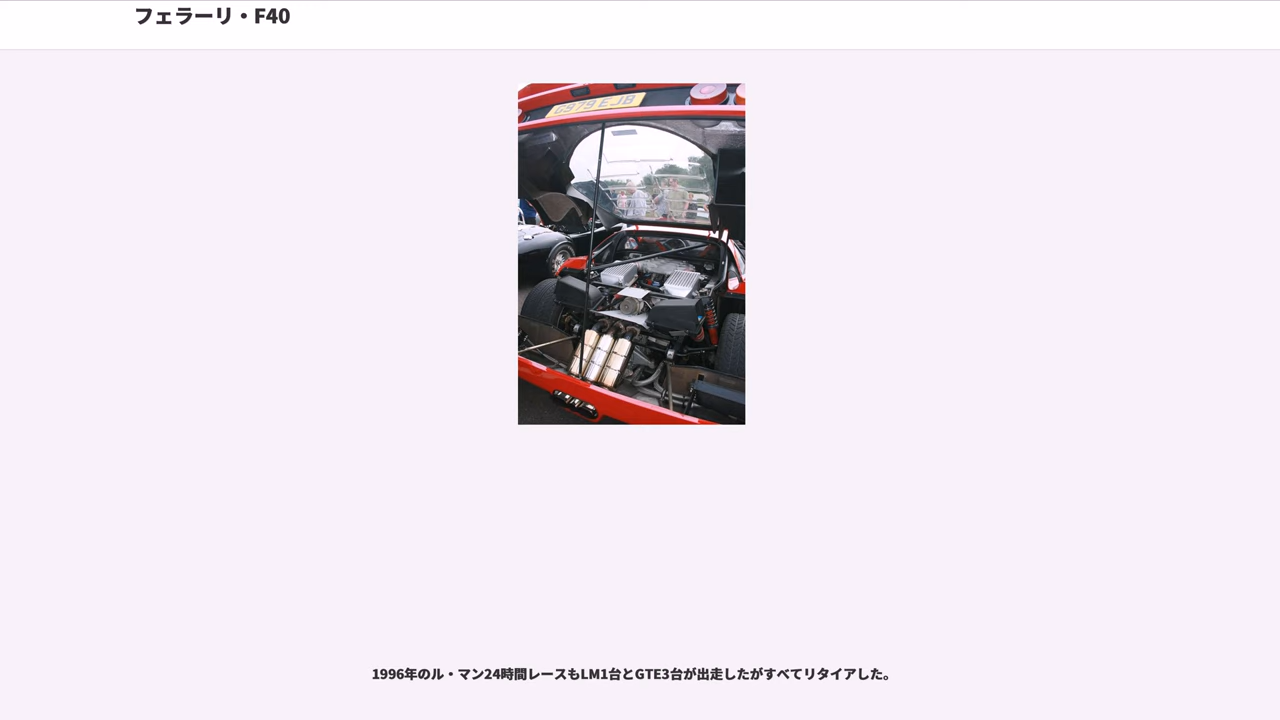 フェラーリ・F40
G979 EJB
1996年のル・マン24時間レースもLM1台とGTE3台が出走したがすべてリタイアした。